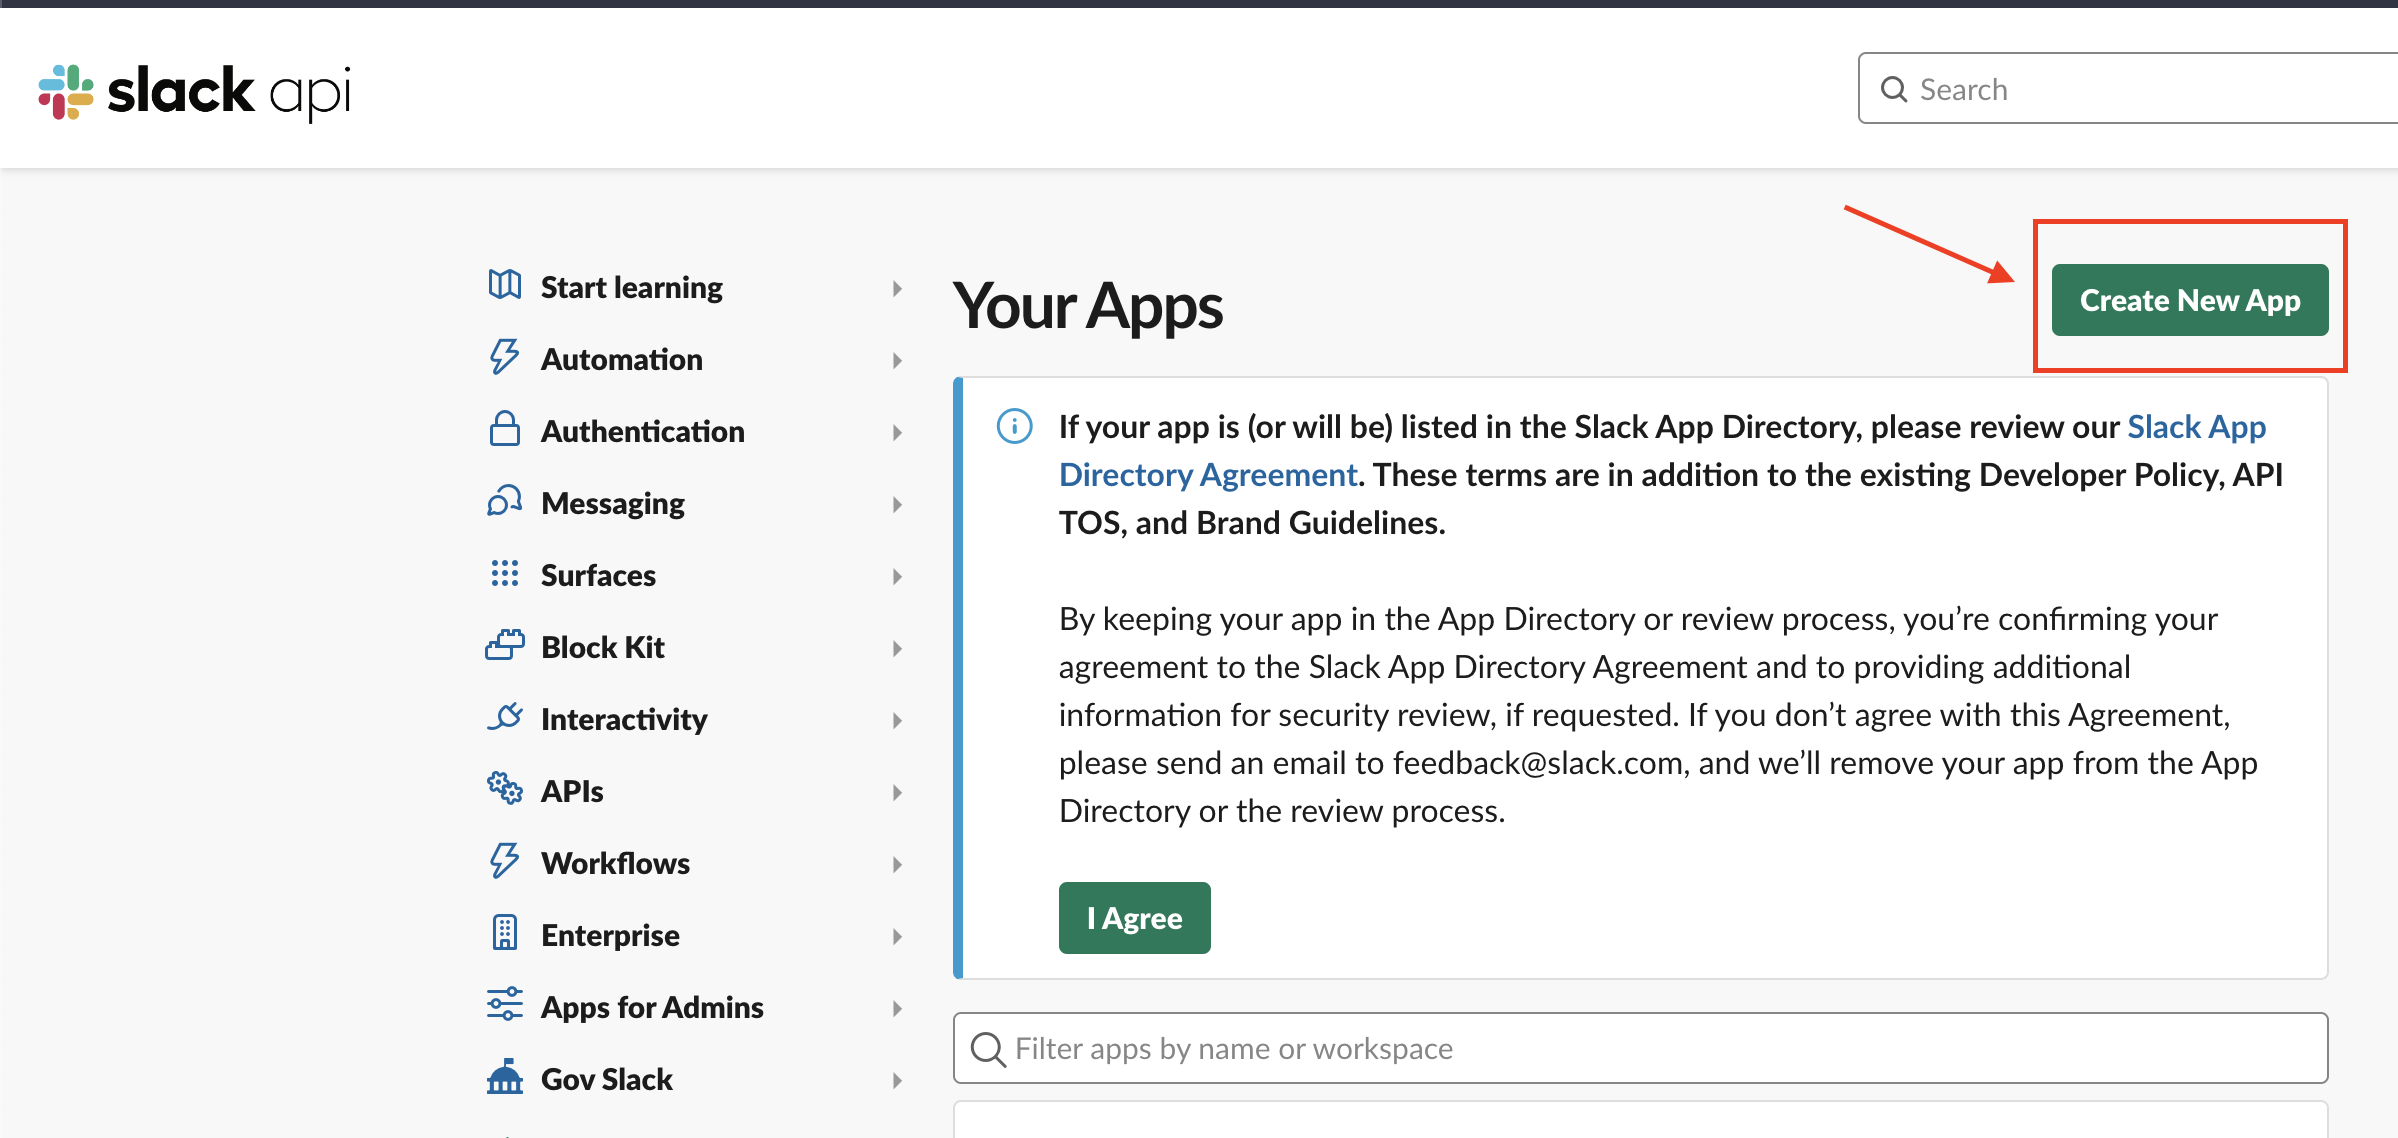 slack api
Search
Start learning
Automation
Authentication
Messaging
Surfaces
Block Kit
Interactivity
APIs
Workflows
Enterprise
Apps for Admins
Gov Slack
Your Apps
Create New App
If your app is (or will be) listed in the Slack App Directory, please review our Slack App
Directory Agreement. These terms are in addition to the existing Developer Policy, API
TOS, and Brand Guidelines.
By keeping your app in the App Directory or review process, you’re confirming your
agreement to the Slack App Directory Agreement and to providing additional
information for security review, if requested. If you don’t agree with this Agreement,
please send an email to feedback@slack.com, and we’ll remove your app from the App
Directory or the review process.
I Agree
Filter apps by name or workspace